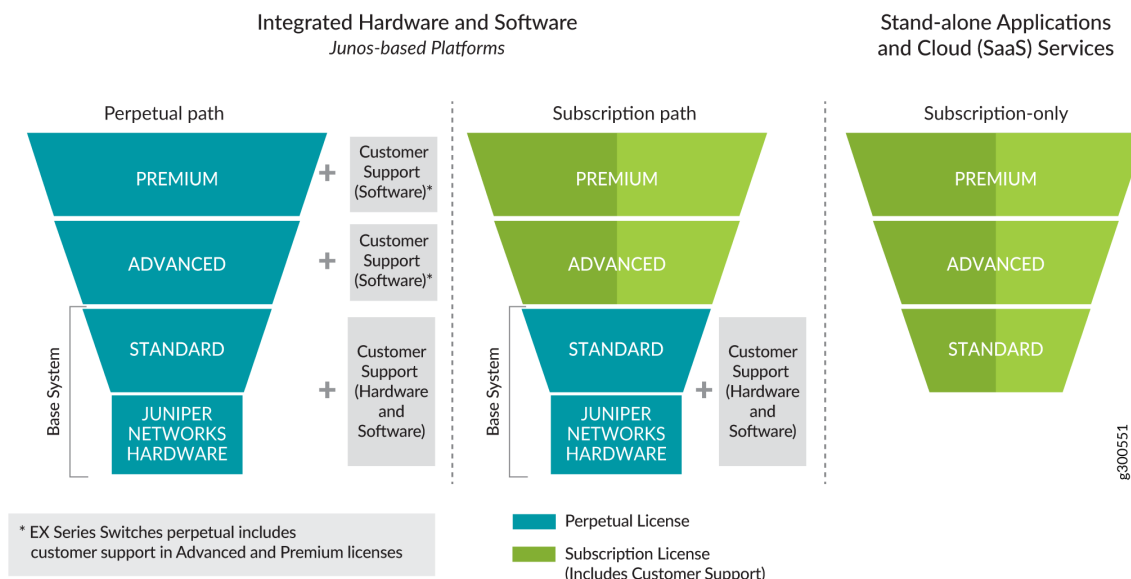 Integrated Hardware and Software
Junos-based Platforms
Stand-alone Applications
and Cloud (SaaS) Services
Perpetual path
PREMIUM
+
Customer
Support
(Software)*
ADVANCED
+
Customer
Support
(Software)*
Base System
STANDARD
JUNIPER
NETWORKS
HARDWARE
+
Customer
Support
(Hardware
and
Software)
Subscription path
PREMIUM
ADVANCED
Base System
STANDARD
JUNIPER
NETWORKS
HARDWARE
+
Customer
Support
(Hardware
and
Software)
Subscription-only
PREMIUM
ADVANCED
STANDARD
g300551
* EX Series Switches perpetual includes
customer support in Advanced and Premium licenses
Perpetual License
Subscription License
(Includes Customer Support)